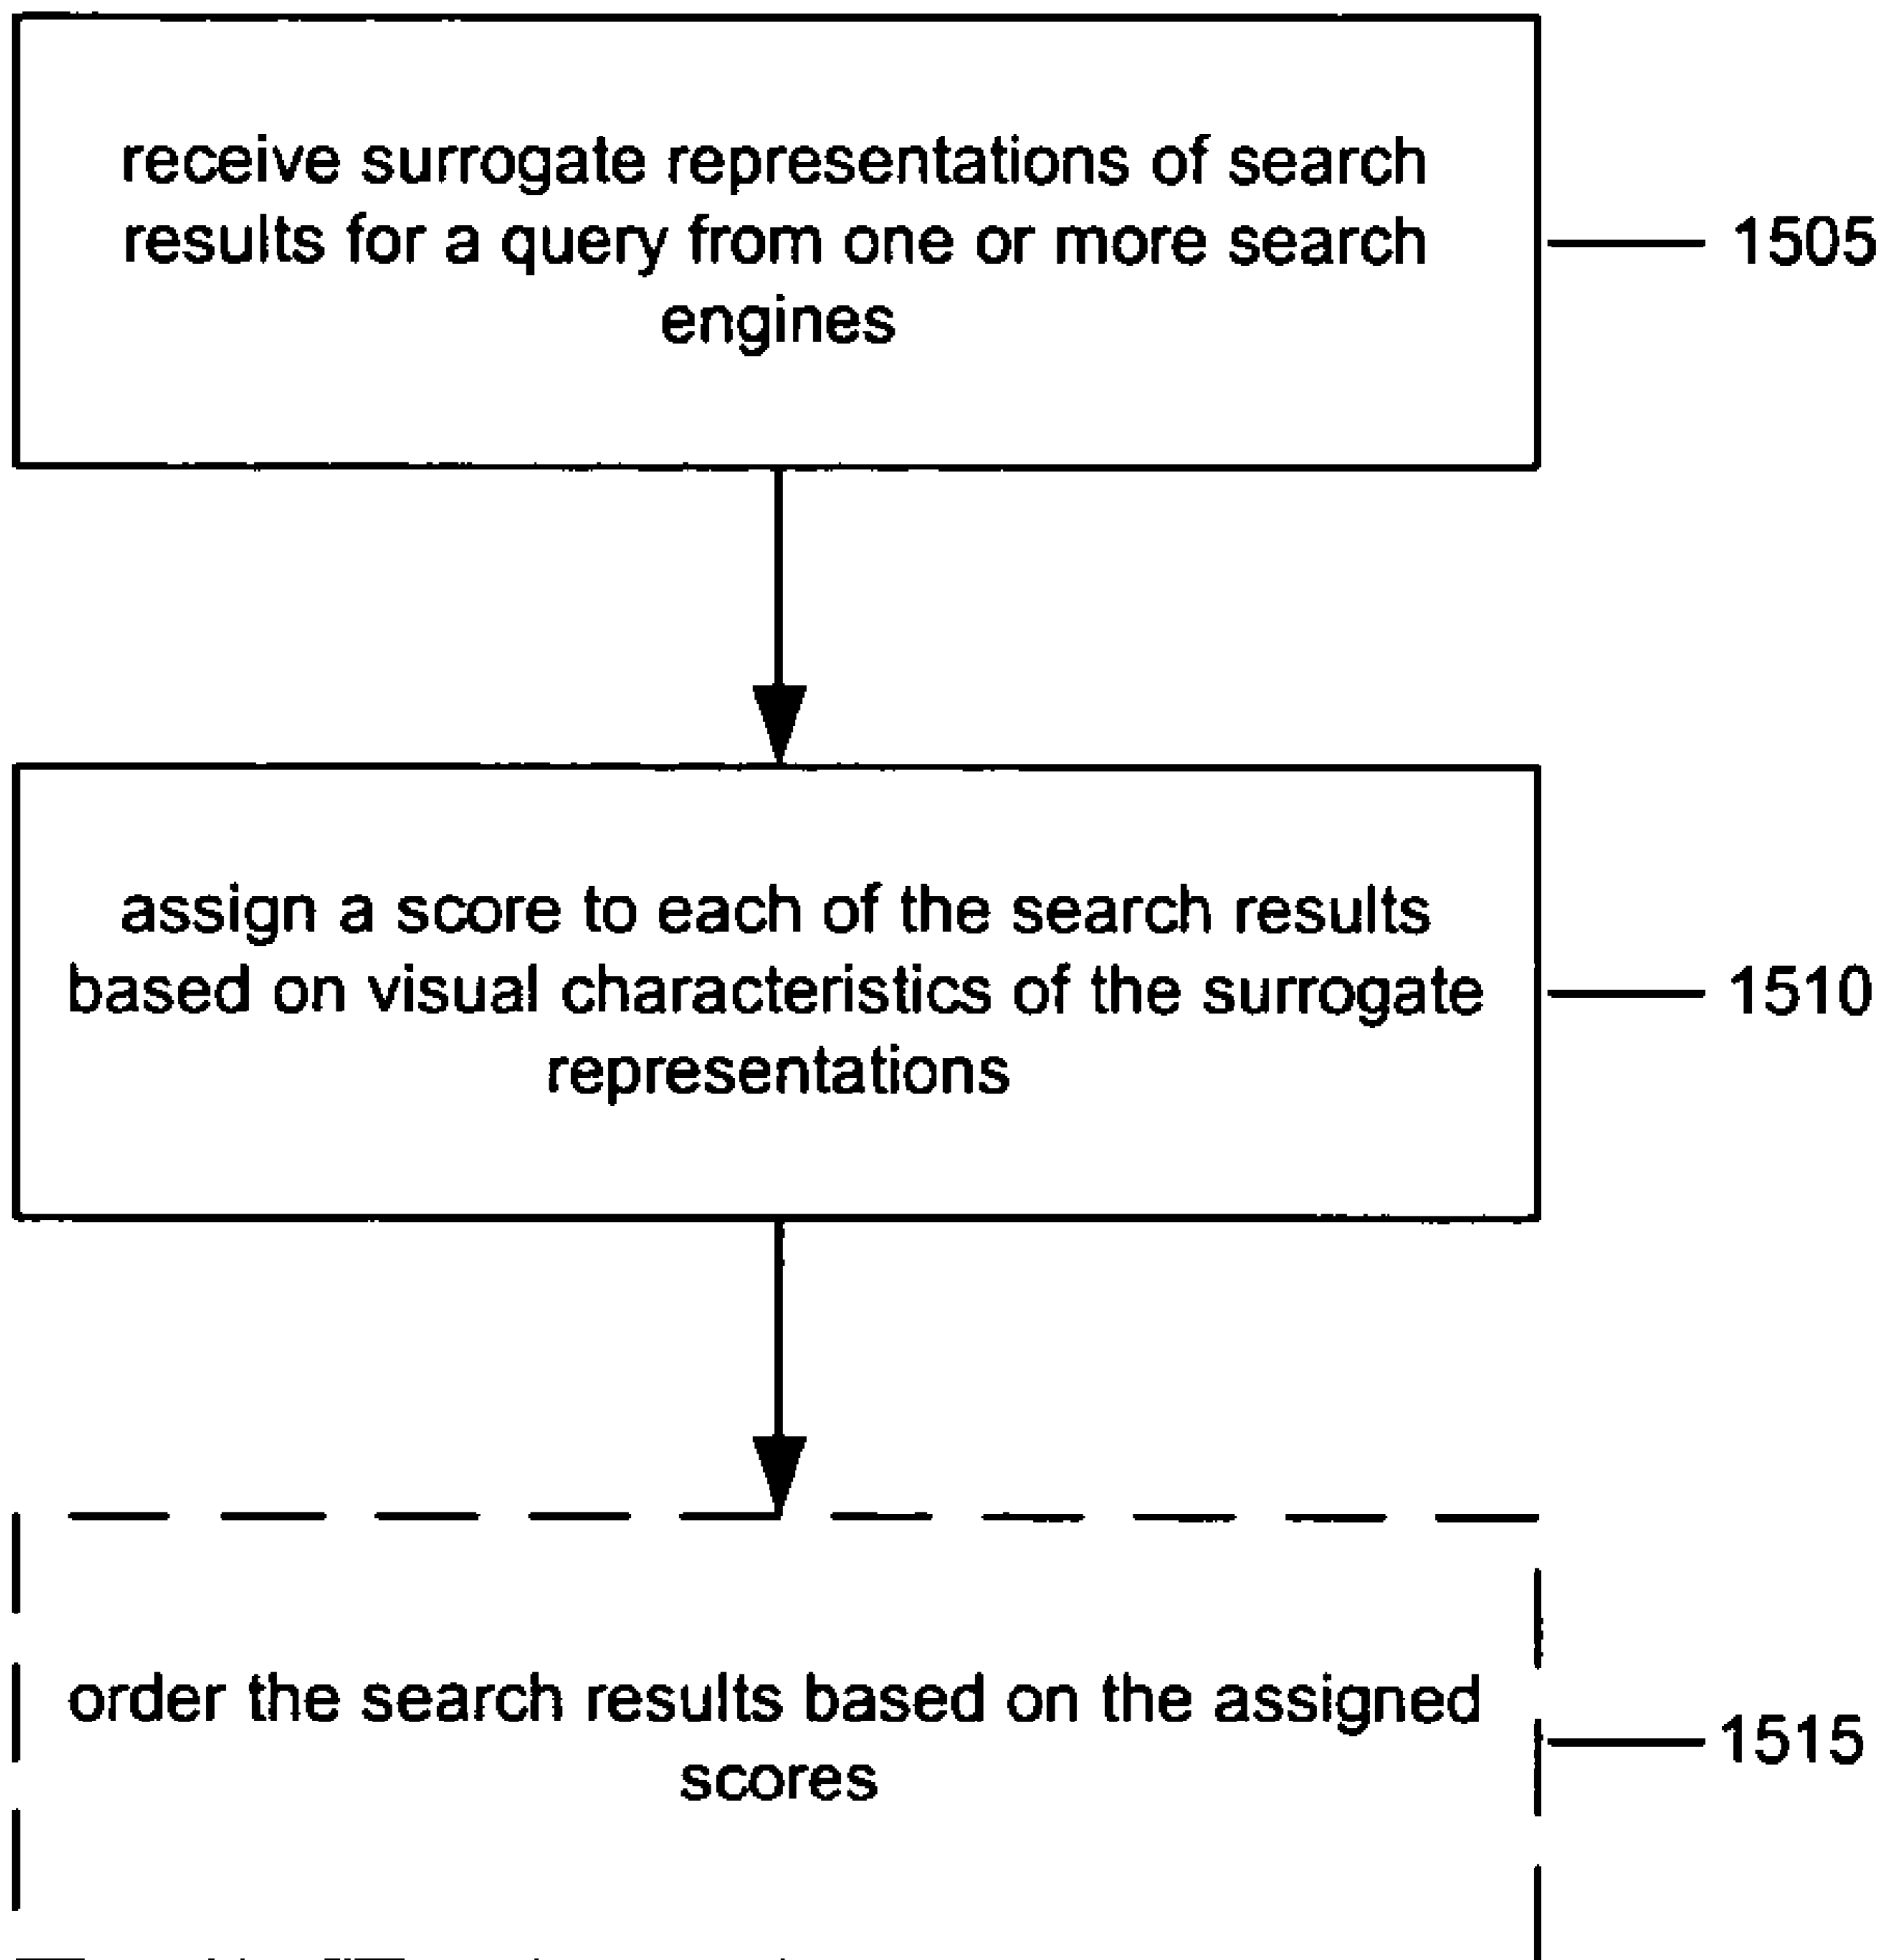 receive surrogate representations of search
results for a query from one or more search
engines
1505
assign a score to each of the search results
based on visual characteristics of the surrogate
representations
1510
order the search results based on the assigned
scores
1515